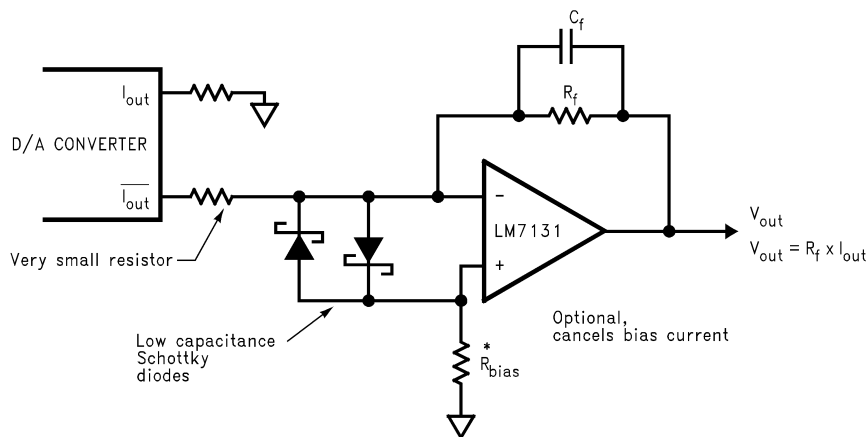 C_f
I_out
R_f
D/A CONVERTER
I̅_o̅u̅t̅
−
LM7131
+
V_out
V_out = R_f x I_out
Very small resistor
Optional,
cancels bias current
Low capacitance
Schottky
diodes
*
R_bias